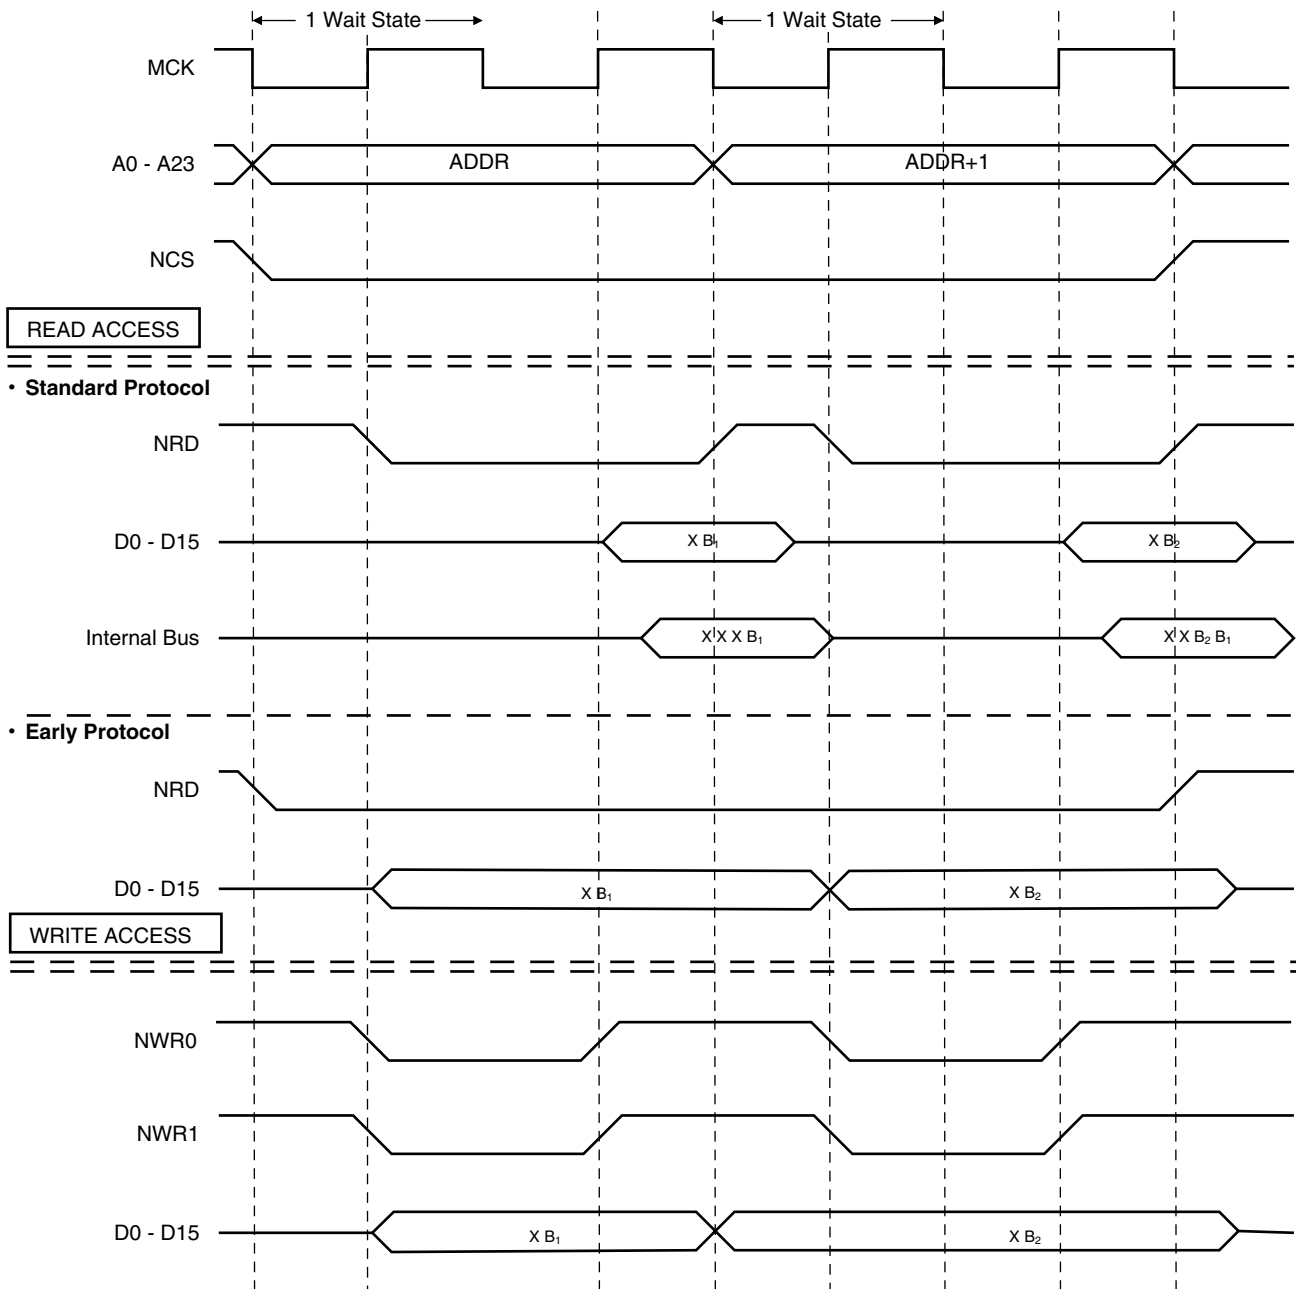 1 Wait State 1 Wait State
MCK
A0 - A23 ADDR ADDR+1
NCS
READ ACCESS
• Standard Protocol
NRD
D0 - D15 X B₁ X B₂
Internal Bus X X X B₁ X X B₂ B₁
• Early Protocol
NRD
D0 - D15 X B₁ X B₂
WRITE ACCESS
NWR0
NWR1
D0 - D15 X B₁ X B₂